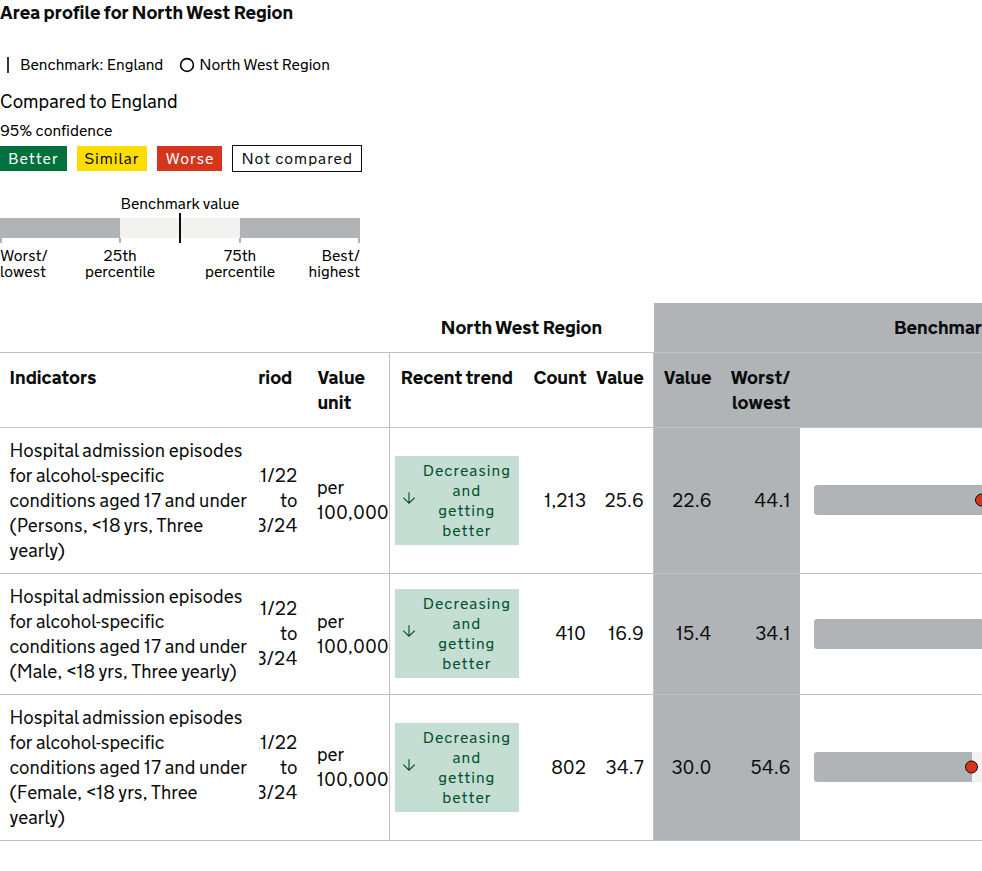 Area profile for North West Region
Benchmark: England
North West Region
Compared to England
95% confidence
Better
Similar
Worse
Not compared
Benchmark value
Worst/
lowest
25th
percentile
75th
percentile
Best/
highest
North West Region
Benchmar
Indicators
riod
Value
unit
Recent trend
Count
Value
Value
Worst/
lowest
Hospital admission episodes
for alcohol-specific
conditions aged 17 and under
(Persons, <18 yrs, Three
yearly)
1/22
to
3/24
per
100,000
Decreasing
and
getting
better
1,213
25.6
22.6
44.1
Hospital admission episodes
for alcohol-specific
conditions aged 17 and under
(Male, <18 yrs, Three yearly)
1/22
to
3/24
per
100,000
Decreasing
and
getting
better
410
16.9
15.4
34.1
Hospital admission episodes
for alcohol-specific
conditions aged 17 and under
(Female, <18 yrs, Three
yearly)
1/22
to
3/24
per
100,000
Decreasing
and
getting
better
802
34.7
30.0
54.6